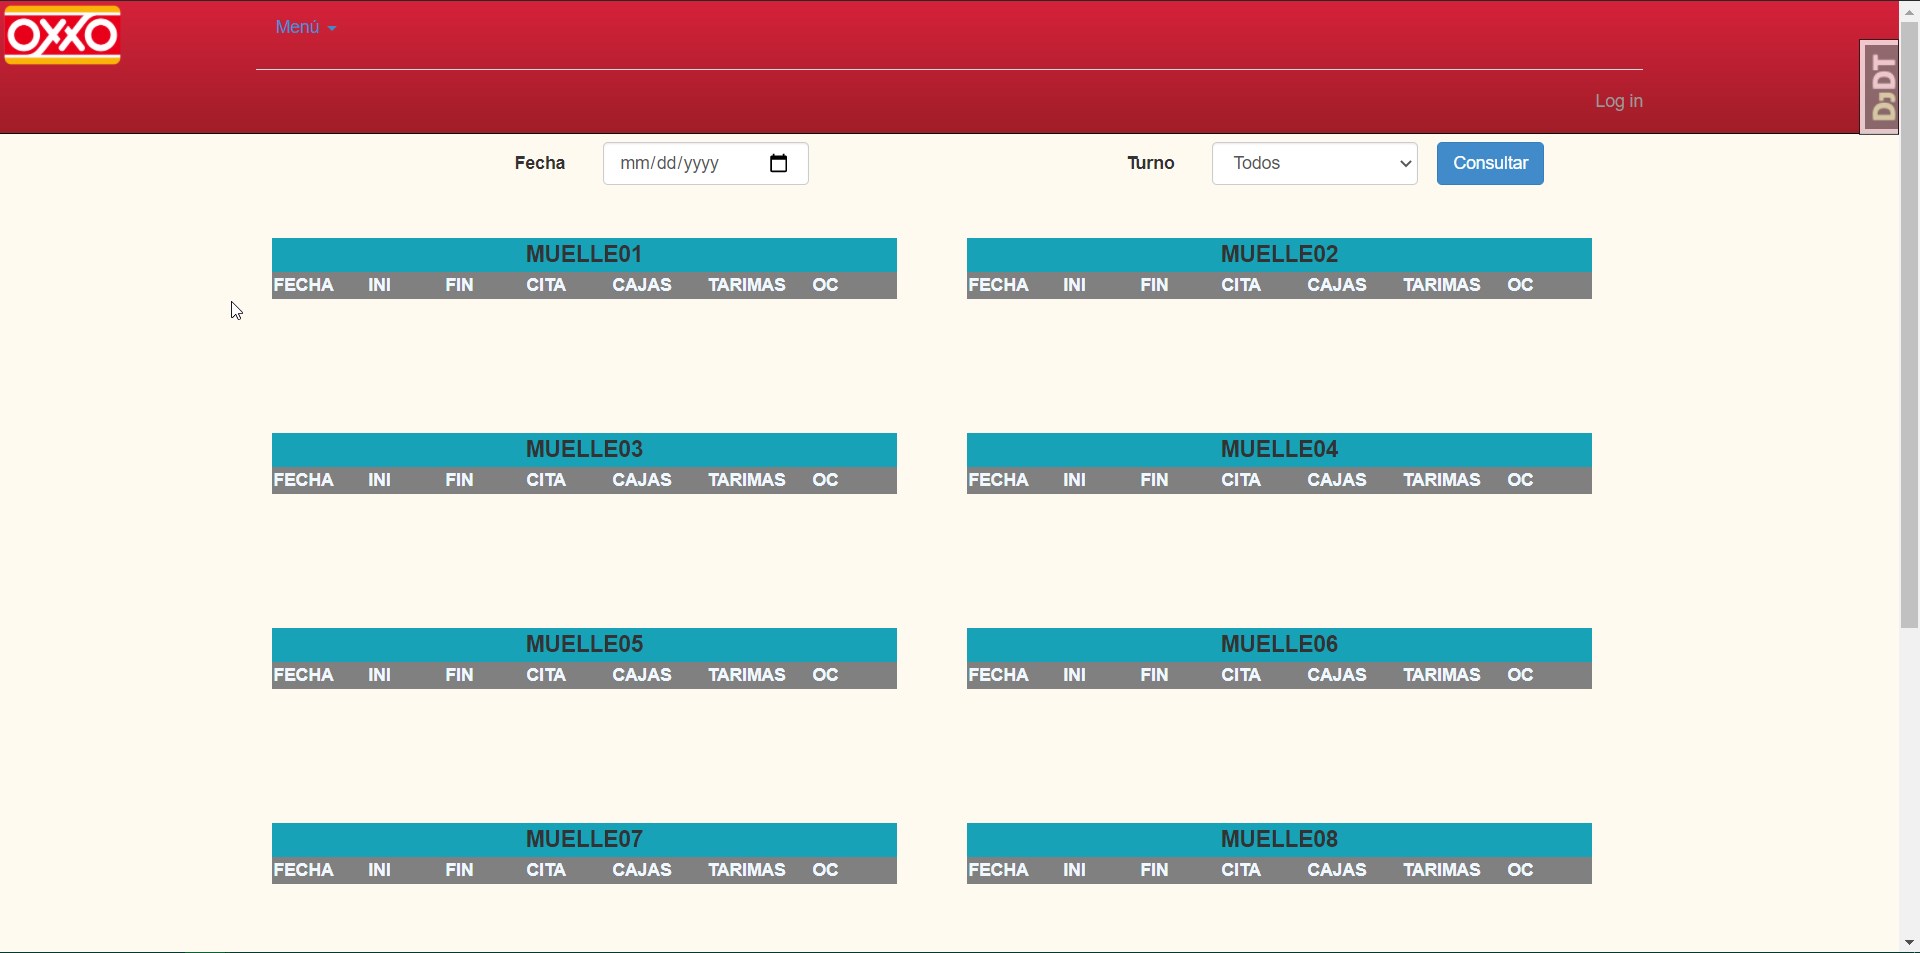 OXXO
Menú
Log in
DjDT
Fecha mm/dd/yyyy Turno Todos Consultar
MUELLE01
FECHA INI FIN CITA CAJAS TARIMAS OC
MUELLE02
FECHA INI FIN CITA CAJAS TARIMAS OC
MUELLE03
FECHA INI FIN CITA CAJAS TARIMAS OC
MUELLE04
FECHA INI FIN CITA CAJAS TARIMAS OC
MUELLE05
FECHA INI FIN CITA CAJAS TARIMAS OC
MUELLE06
FECHA INI FIN CITA CAJAS TARIMAS OC
MUELLE07
FECHA INI FIN CITA CAJAS TARIMAS OC
MUELLE08
FECHA INI FIN CITA CAJAS TARIMAS OC